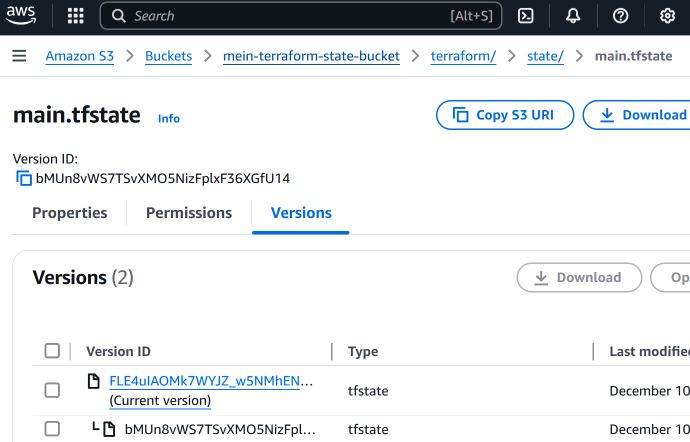 aws Search [Alt+S]
Amazon S3 > Buckets > mein-terraform-state-bucket > terraform/ > state/ > main.tfstate
main.tfstate Info Copy S3 URI Download
Version ID:
bMUn8vWS7TSvXMO5NizFplxF36XGfU14
Properties Permissions Versions
Versions (2) Download Op
Version ID Type Last modifie
FLE4uIAOMk7WYJZ_w5NMhEN... tfstate December 10
(Current version)
bMUn8vWS7TSvXMO5NizFpl... tfstate December 10